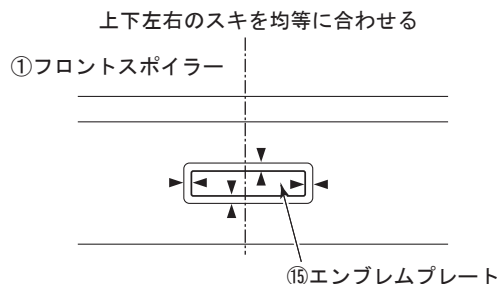 上下左右のスキを均等に合わせる
①フロントスポイラー
⑮エンブレムプレート